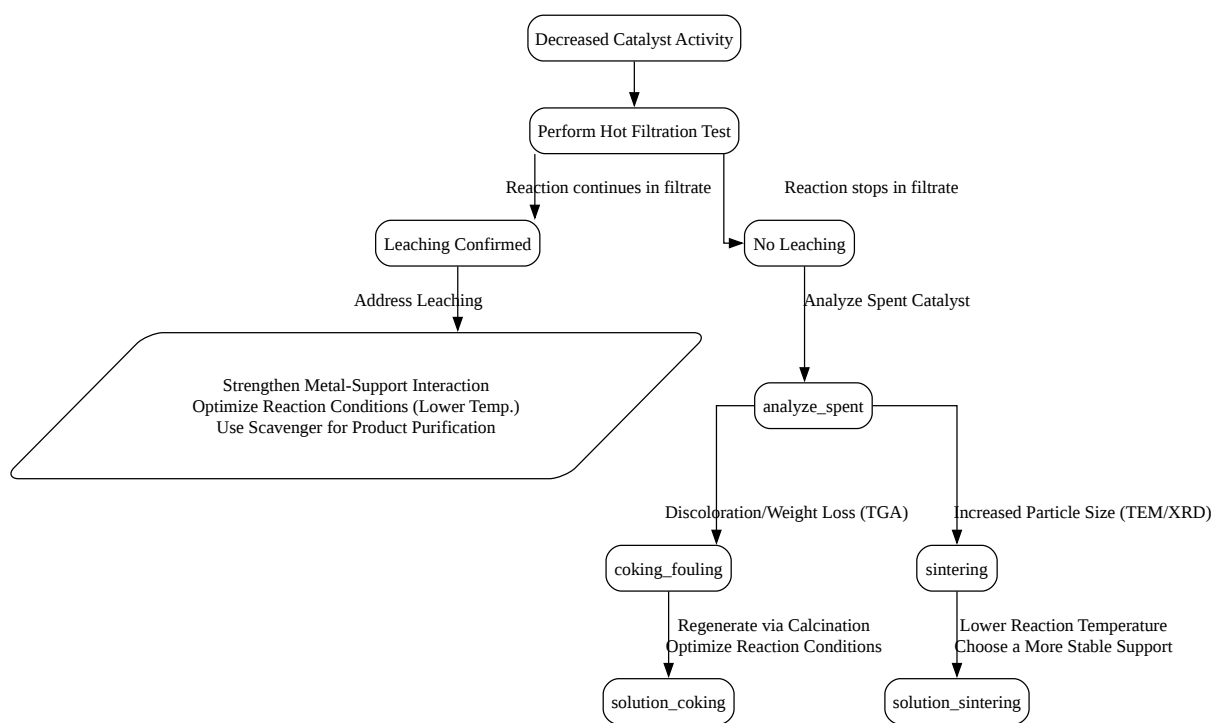 Decreased Catalyst Activity
Perform Hot Filtration Test
Reaction continues in filtrate
Reaction stops in filtrate
Leaching Confirmed
No Leaching
Address Leaching
Analyze Spent Catalyst
Strengthen Metal-Support Interaction
Optimize Reaction Conditions (Lower Temp.)
Use Scavenger for Product Purification
analyze_spent
Discoloration/Weight Loss (TGA)
Increased Particle Size (TEM/XRD)
coking_fouling
sintering
Regenerate via Calcination
Optimize Reaction Conditions
Lower Reaction Temperature
Choose a More Stable Support
solution_coking
solution_sintering